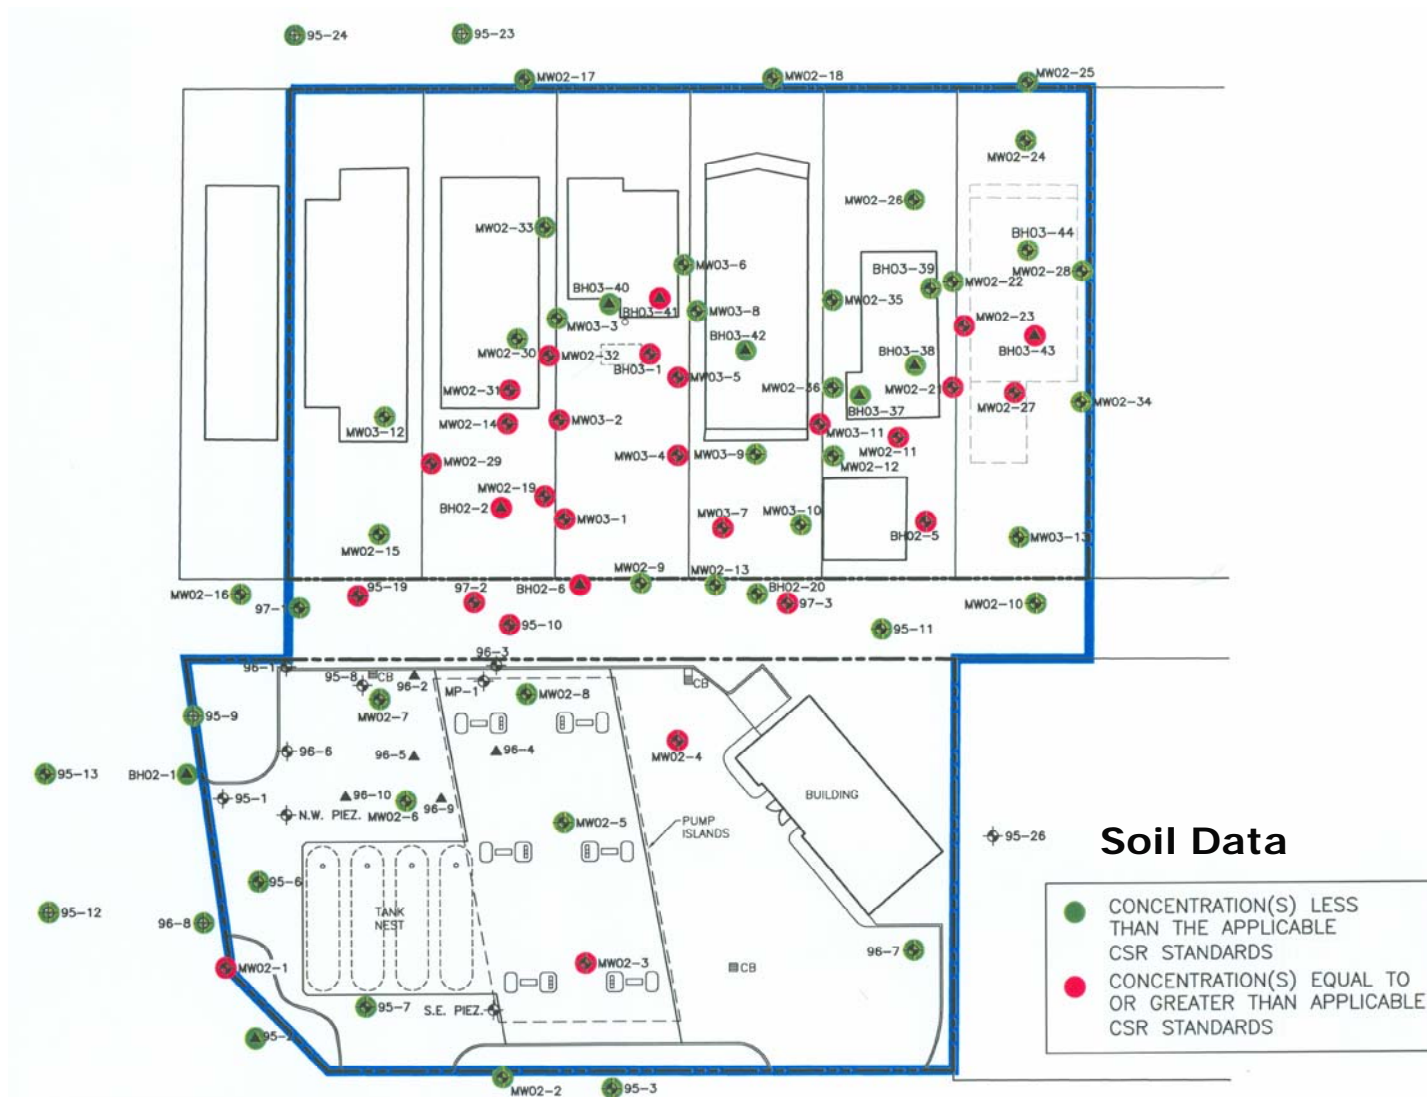 95-24
95-23
MW02-17
MW02-18
MW02-25
MW02-24
MW02-26
MW02-33
BH03-44
MW03-6
MW02-28
BH03-39
MW02-22
BH03-40
BH03-41
MW02-35
MW03-8
MW03-3
MW02-23
BH03-42
BH03-43
MW02-30
MW02-32
BH03-1
BH03-38
MW03-5
MW02-31
MW02-36
MW02-21
MW02-27
MW02-34
BH03-37
MW03-12
MW02-14
MW03-2
MW03-11
MW02-11
MW02-29
MW03-4
MW03-9
MW02-12
MW02-19
BH02-2
MW03-1
MW03-7
MW03-10
BH02-5
MW02-15
MW03-13
MW02-9
MW02-13
95-19
97-2
BH02-6
BH02-20
MW02-16
97-1
97-3
MW02-10
95-10
95-11
96-3
96-1
95-8
CB
96-2
MP-1
CB
MW02-8
MW02-7
95-9
96-6
96-5
96-4
MW02-4
95-13
BH02-1
95-1
96-10
96-9
BUILDING
N.W. PIEZ.
MW02-6
MW02-5
PUMP
ISLANDS
95-26
Soil Data
95-6
95-12
96-8
TANK
NEST
CONCENTRATION(S) LESS
THAN THE APPLICABLE
CSR STANDARDS
96-7
MW02-1
MW02-3
CB
CONCENTRATION(S) EQUAL TO
OR GREATER THAN APPLICABLE
CSR STANDARDS
95-7
S.E. PIEZ.
MW02-2
95-3